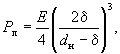 Pп = E/4 (2δ/(dн − δ))³,